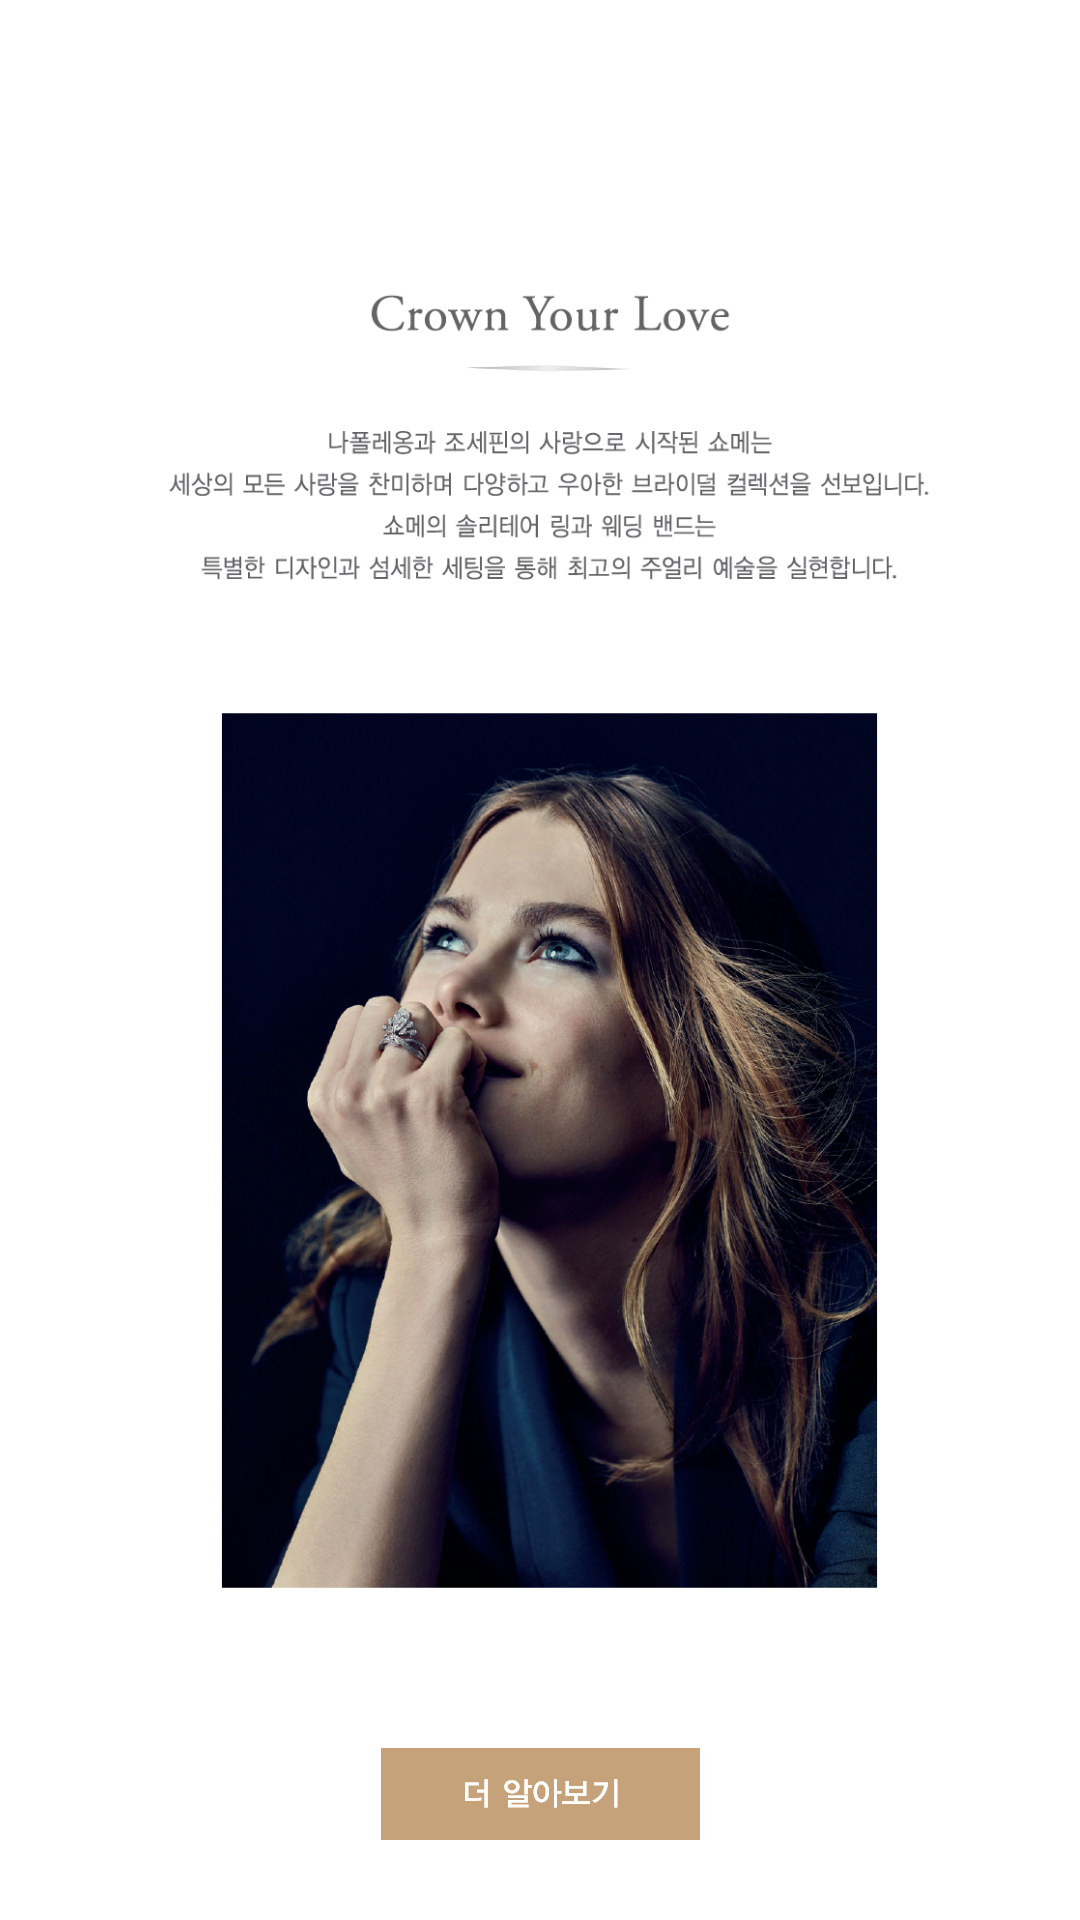 Crown Your Love
나폴레옹과 조세핀의 사랑으로 시작된 쇼메는
세상의 모든 사랑을 찬미하며 다양하고 우아한 브라이덜 컬렉션을 선보입니다.
쇼메의 솔리테어 링과 웨딩 밴드는
특별한 디자인과 섬세한 세팅을 통해 최고의 주얼리 예술을 실현합니다.
더 알아보기